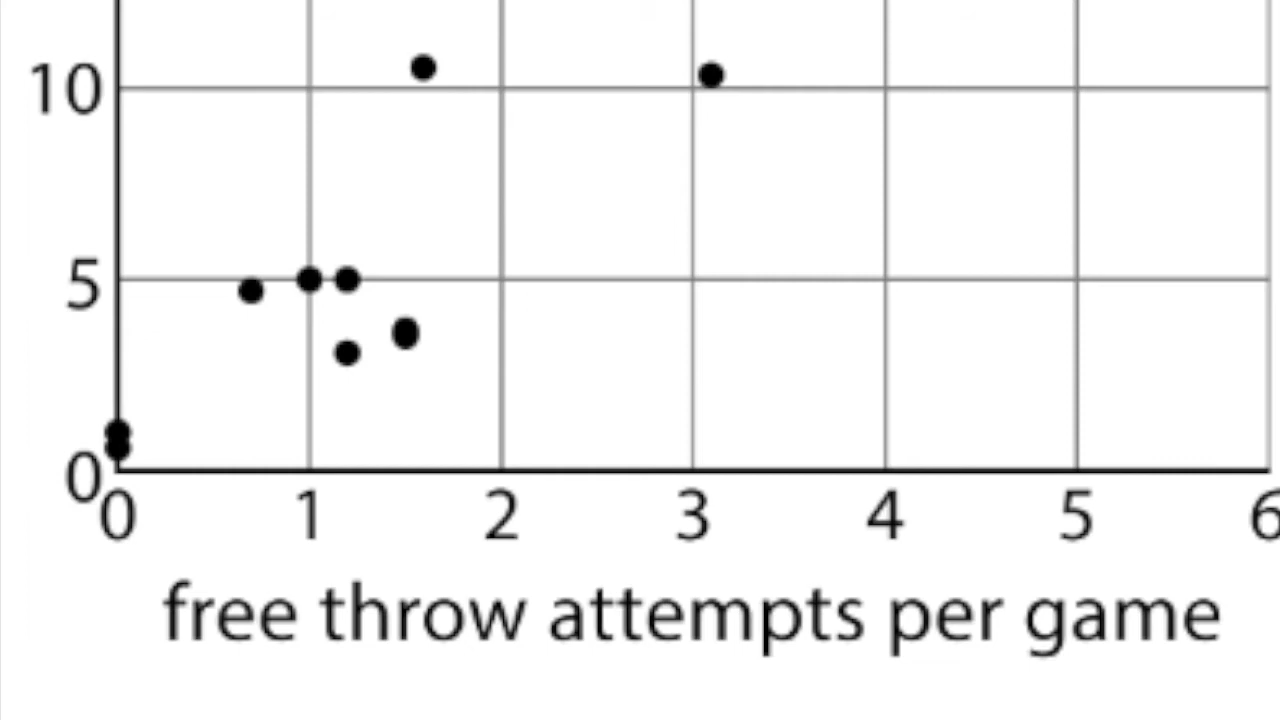 10
5
0
0 1 2 3 4 5 6
free throw attempts per game